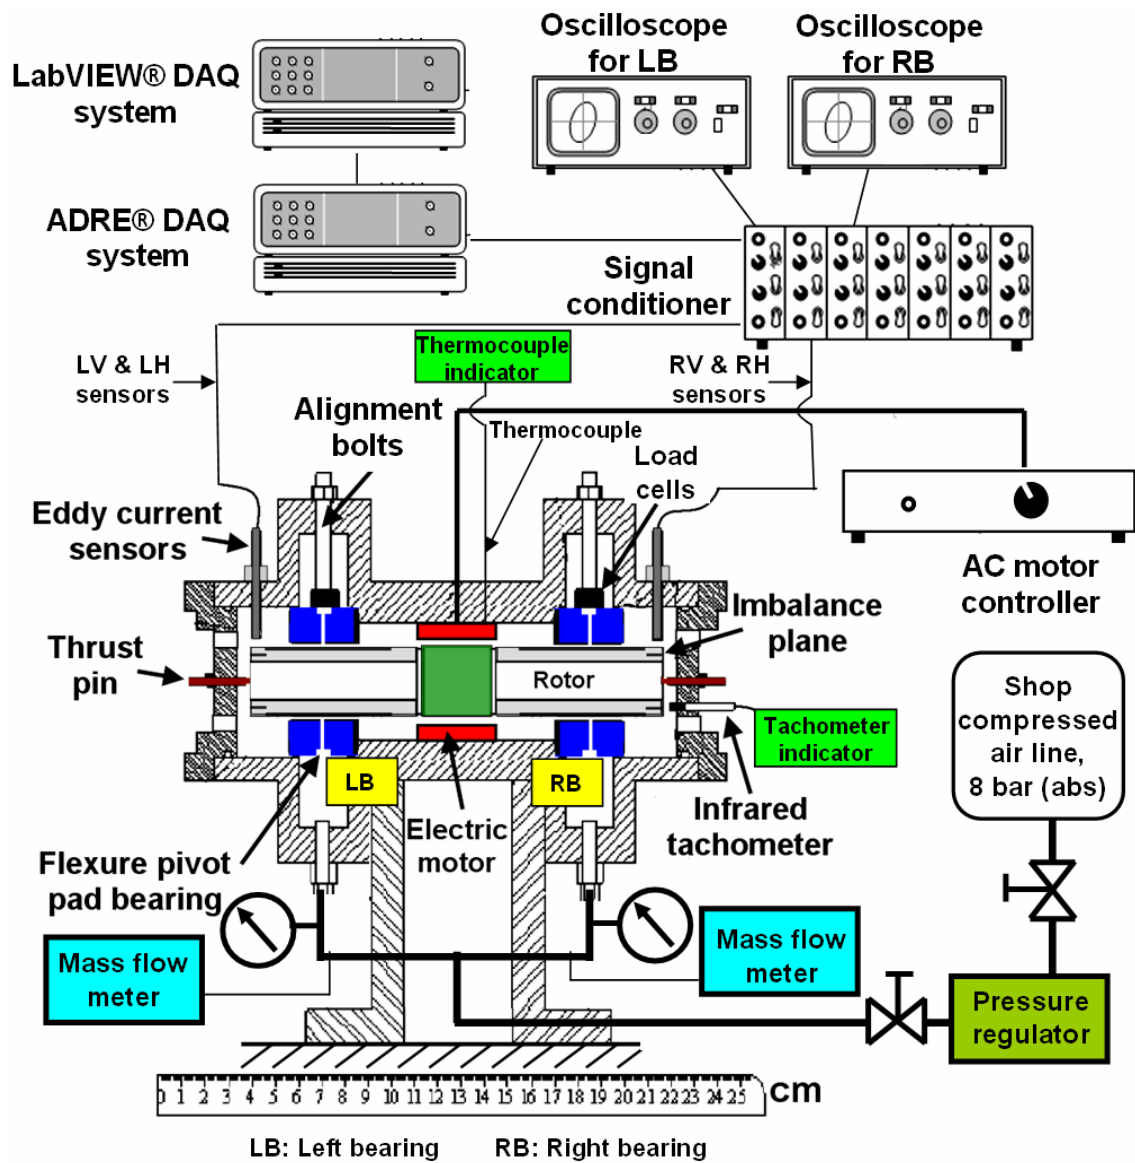 LabVIEW® DAQ
system
Oscilloscope
for LB
Oscilloscope
for RB
ADRE® DAQ
system
Signal
conditioner
LV & LH
sensors
Thermocouple
indicator
RV & RH
sensors
Alignment
bolts
Thermocouple
Load
cells
Eddy current
sensors
AC motor
controller
Imbalance
plane
Thrust
pin
Rotor
Shop
compressed
air line,
8 bar (abs)
Tachometer
indicator
LB
RB
Electric
motor
Infrared
tachometer
Flexure pivot
pad bearing
Mass flow
meter
Mass flow
meter
Pressure
regulator
0 1 2 3 4 5 6 7 8 9 10 11 12 13 14 15 16 17 18 19 20 21 22 23 24 25 cm
LB: Left bearing RB: Right bearing